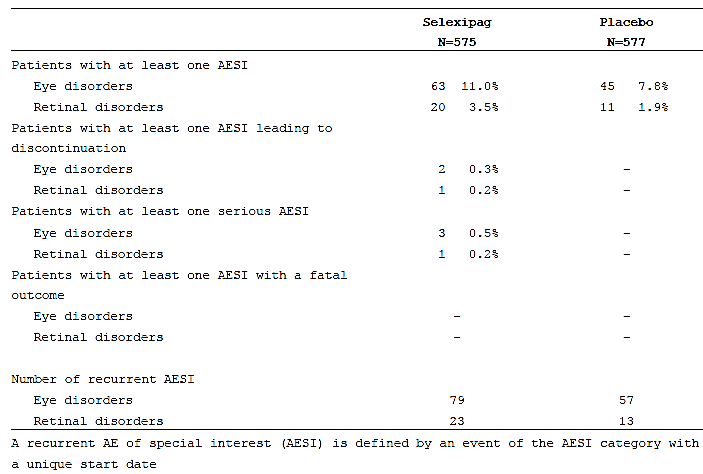 Selexipag Placebo
N=575 N=577
Patients with at least one AESI
Eye disorders 63 11.0% 45 7.8%
Retinal disorders 20 3.5% 11 1.9%
Patients with at least one AESI leading to
discontinuation
Eye disorders 2 0.3% –
Retinal disorders 1 0.2% –
Patients with at least one serious AESI
Eye disorders 3 0.5% –
Retinal disorders 1 0.2% –
Patients with at least one AESI with a fatal
outcome
Eye disorders – –
Retinal disorders – –
Number of recurrent AESI
Eye disorders 79 57
Retinal disorders 23 13
A recurrent AE of special interest (AESI) is defined by an event of the AESI category with
a unique start date